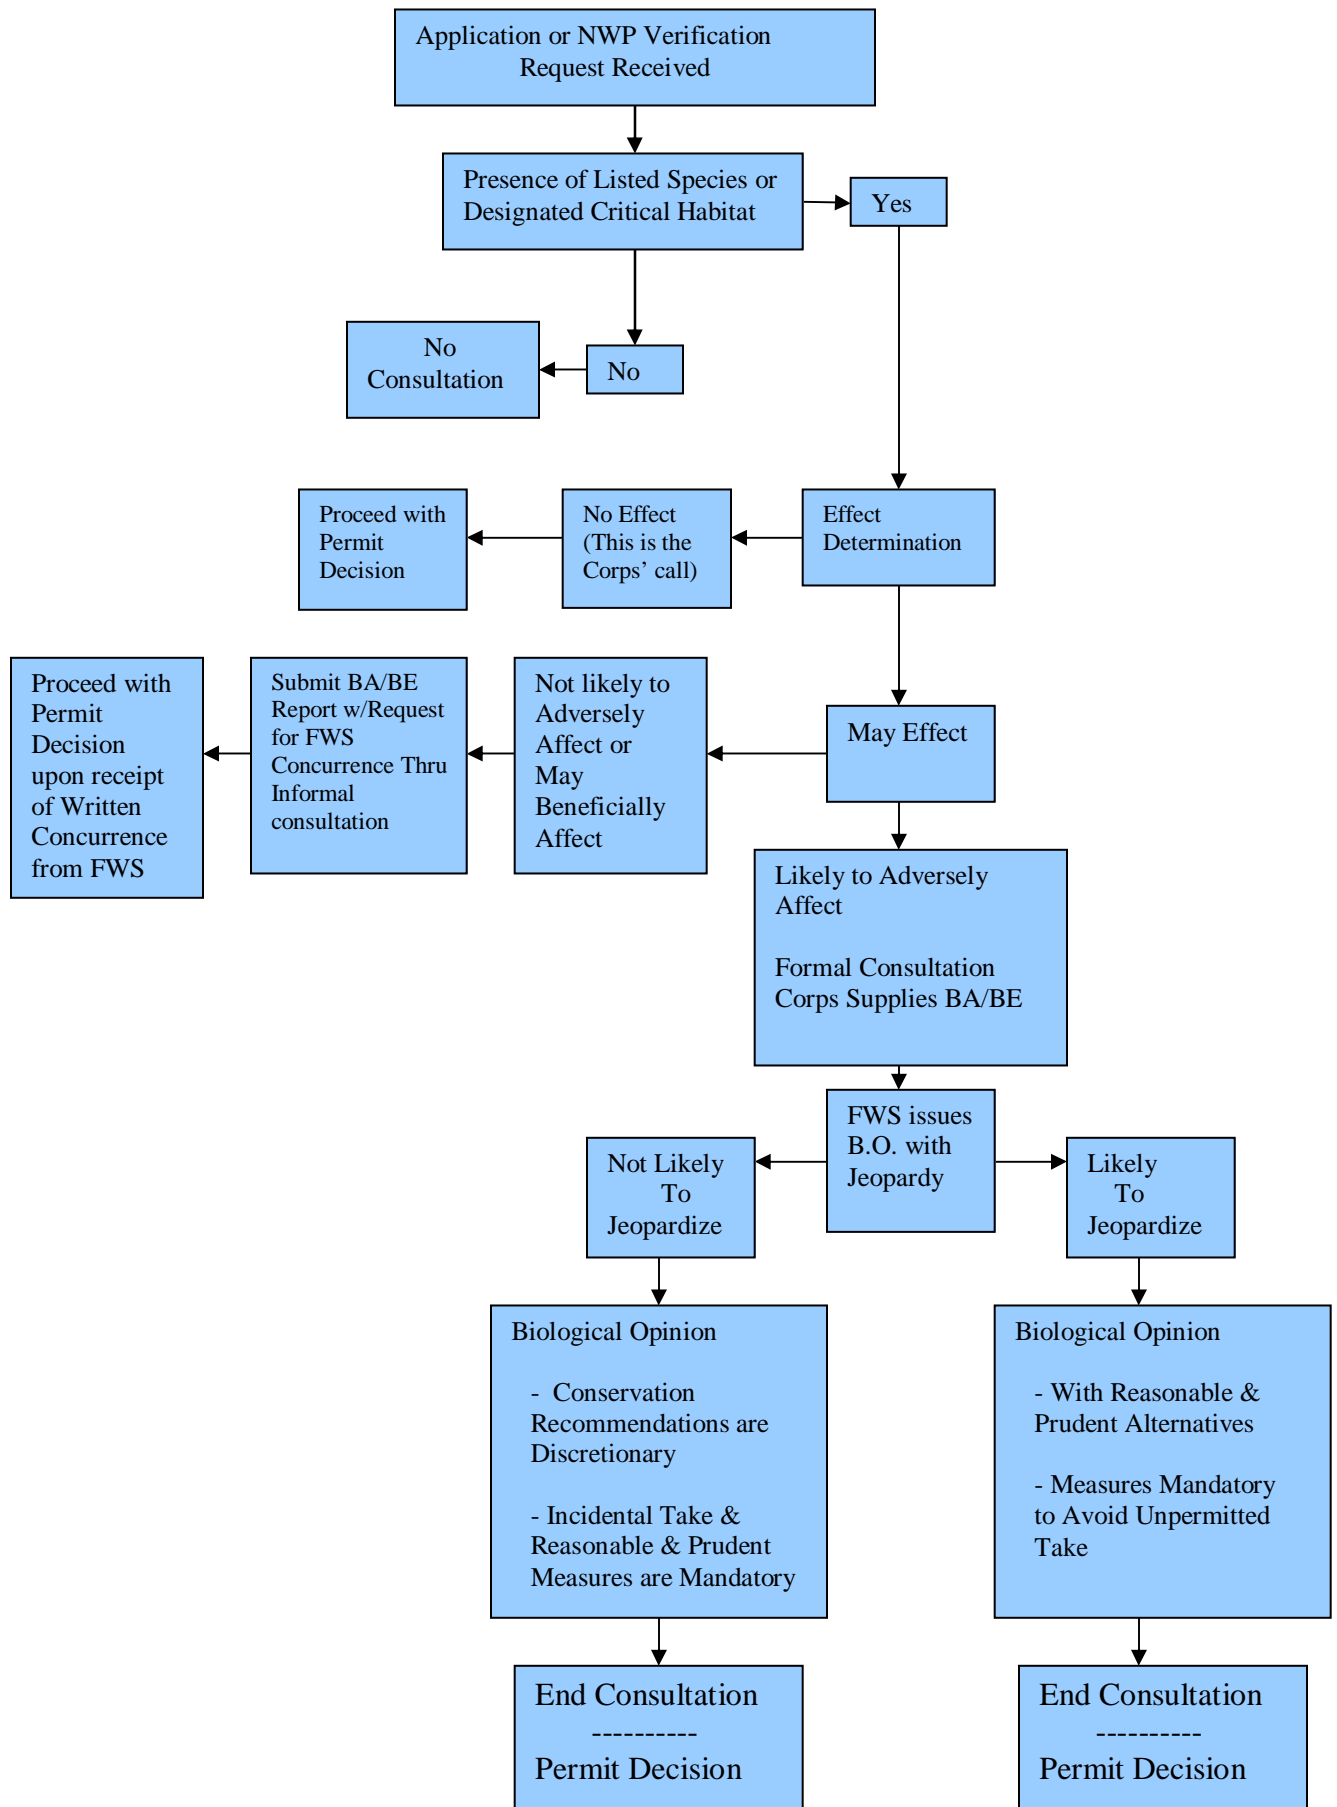 Application or NWP Verification
Request Received
Presence of Listed Species or
Designated Critical Habitat
Yes
No
Consultation
No
Proceed with
Permit
Decision
No Effect
(This is the
Corps’ call)
Effect
Determination
Proceed with
Permit
Decision
upon receipt
of Written
Concurrence
from FWS
Submit BA/BE
Report w/Request
for FWS
Concurrence Thru
Informal
consultation
Not likely to
Adversely
Affect or
May
Beneficially
Affect
May Effect
Likely to Adversely
Affect
Formal Consultation
Corps Supplies BA/BE
FWS issues
B.O. with
Jeopardy
Not Likely
To
Jeopardize
Likely
To
Jeopardize
Biological Opinion
- Conservation
Recommendations are
Discretionary
- Incidental Take &
Reasonable & Prudent
Measures are Mandatory
Biological Opinion
- With Reasonable &
Prudent Alternatives
- Measures Mandatory
to Avoid Unpermitted
Take
End Consultation
----------
Permit Decision
End Consultation
----------
Permit Decision